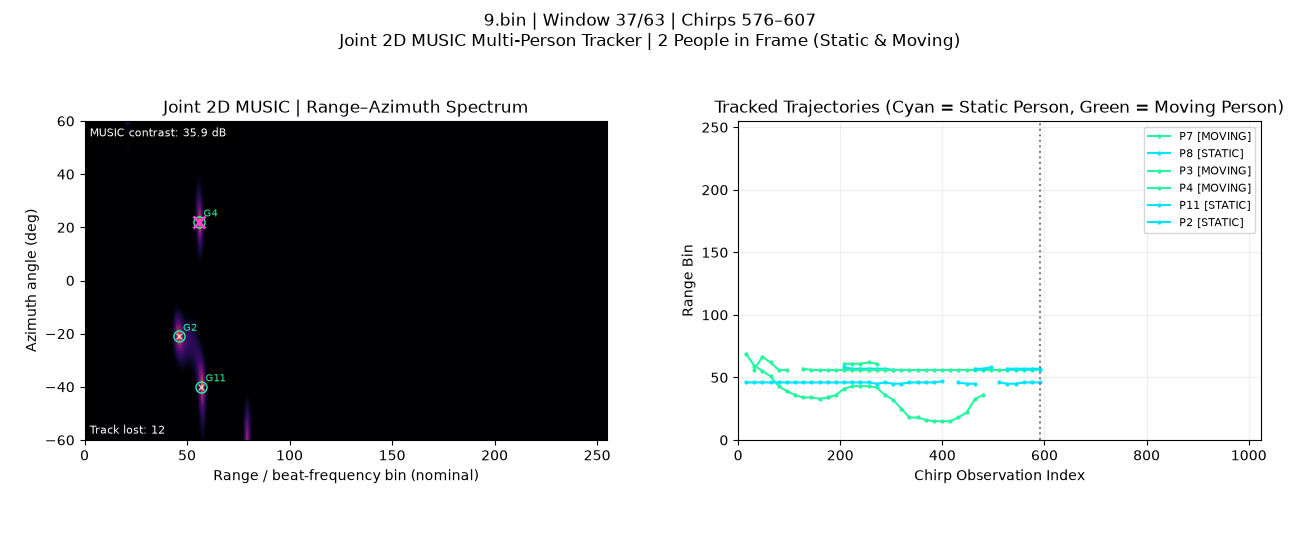 9.bin | Window 37/63 | Chirps 576–607
Joint 2D MUSIC Multi-Person Tracker | 2 People in Frame (Static & Moving)
Joint 2D MUSIC | Range–Azimuth Spectrum
MUSIC contrast: 35.9 dB
G4
G2
G11
Track lost: 12
60
40
20
0
−20
−40
−60
Azimuth angle (deg)
0
50
100
150
200
250
Range / beat-frequency bin (nominal)
Tracked Trajectories (Cyan = Static Person, Green = Moving Person)
P7 [MOVING]
P8 [STATIC]
P3 [MOVING]
P4 [MOVING]
P11 [STATIC]
P2 [STATIC]
250
200
150
100
50
0
Range Bin
0
200
400
600
800
1000
Chirp Observation Index